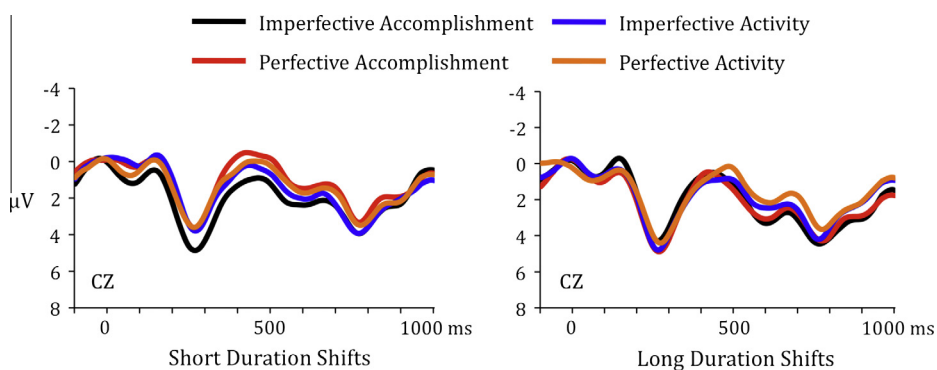 Imperfective Accomplishment
Imperfective Activity
Perfective Accomplishment
Perfective Activity
-4
-2
0
2
4
6
8
µV
CZ
0
500
1000 ms
Short Duration Shifts
-4
-2
0
2
4
6
8
CZ
0
500
1000 ms
Long Duration Shifts